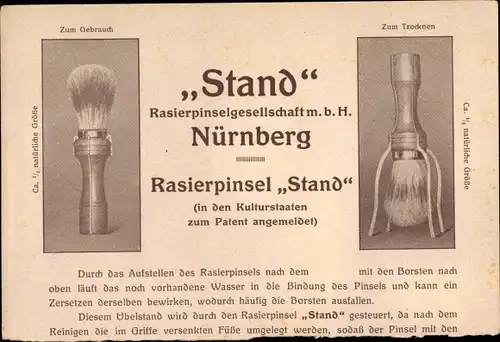 Zum Gebrauch
Zum Trocknen
Ca. natürliche Größe
Ca. natürliche Größe
„Stand“
Rasierpinselgesellschaft m. b. H.
Nürnberg
Rasierpinsel „Stand“
(in den Kulturstaaten
zum Patent angemeldet)
Durch das Aufstellen des Rasierpinsels nach dem mit den Borsten nach
oben läuft das noch vorhandene Wasser in die Bindung des Pinsels und kann ein
Zersetzen derselben bewirken, wodurch häufig die Borsten ausfallen.
Diesem Übelstand wird durch den Rasierpinsel „Stand“ gesteuert, da nach dem
Reinigen die im Griffe versenkten Füße umgelegt werden, sodaß der Pinsel mit den